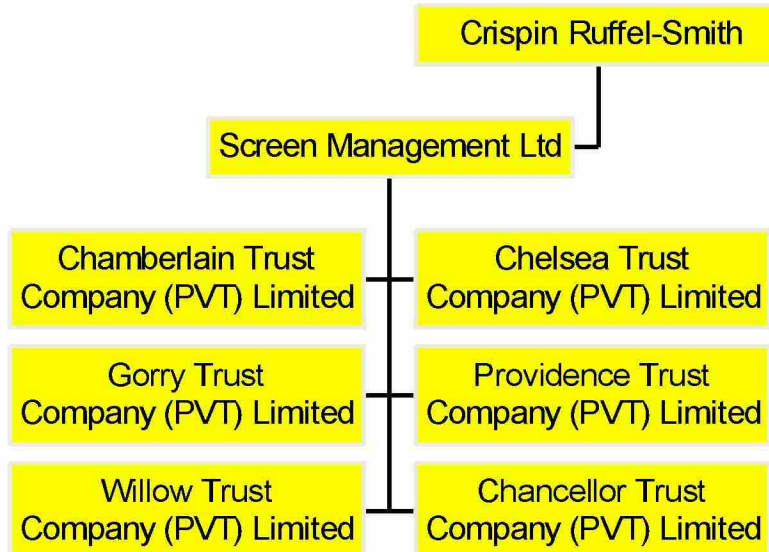 Crispin Ruffel-Smith
Screen Management Ltd
Chamberlain Trust
Company (PVT) Limited
Chelsea Trust
Company (PVT) Limited
Gorry Trust
Company (PVT) Limited
Providence Trust
Company (PVT) Limited
Willow Trust
Company (PVT) Limited
Chancellor Trust
Company (PVT) Limited